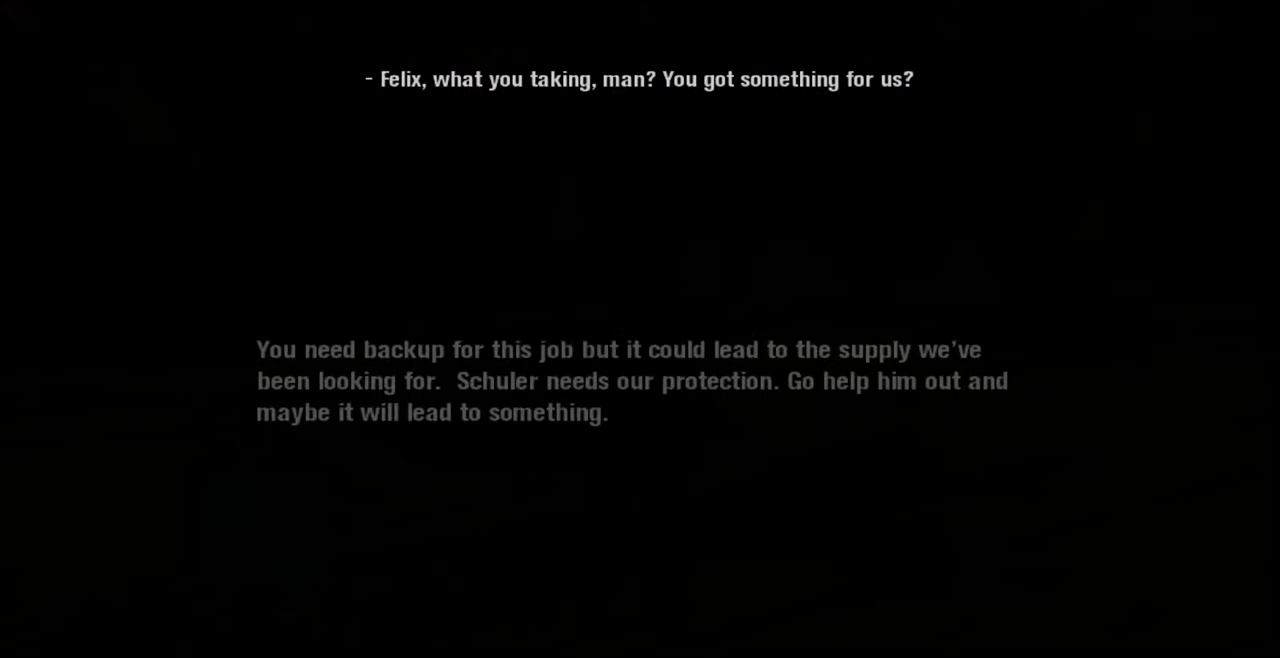 - Felix, what you taking, man? You got something for us?
You need backup for this job but it could lead to the supply we've
been looking for.  Schuler needs our protection. Go help him out and
maybe it will lead to something.